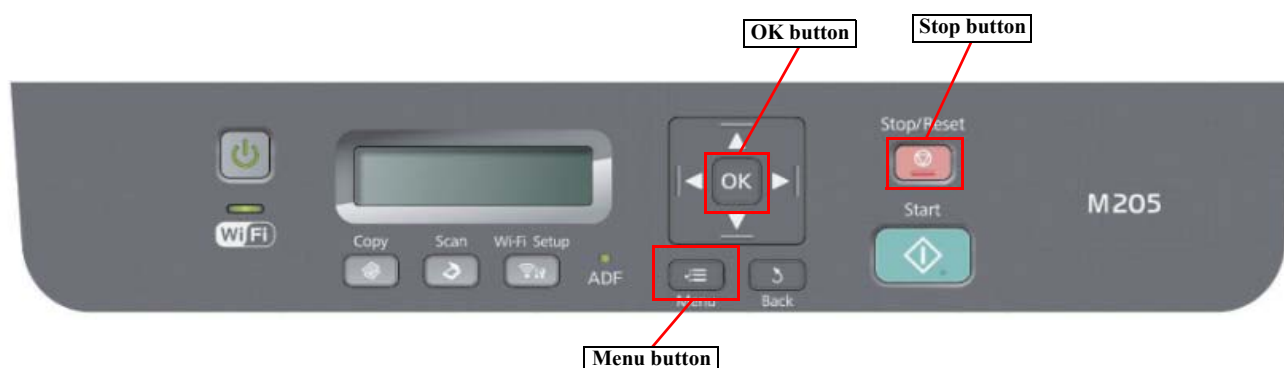 OK button
Stop button
Stop/Reset
OK
M205
Start
WiFi
Copy
Scan
Wi-Fi Setup
ADF
Menu
Back
Menu button